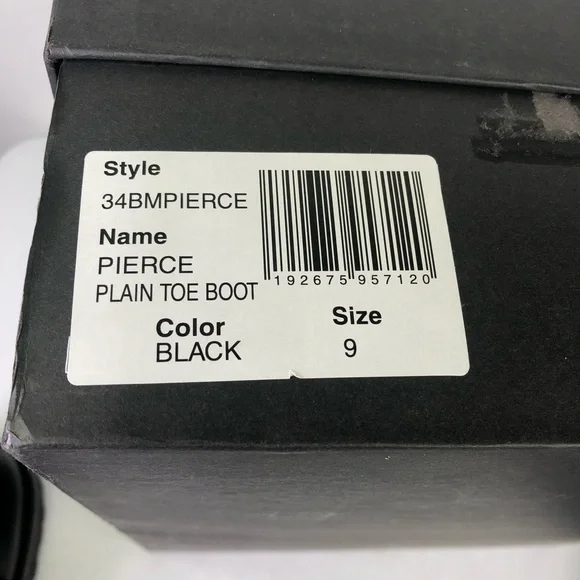 Style
34BMPIERCE
Name
PIERCE
PLAIN TOE BOOT
192675 957120
Color
BLACK
Size
9